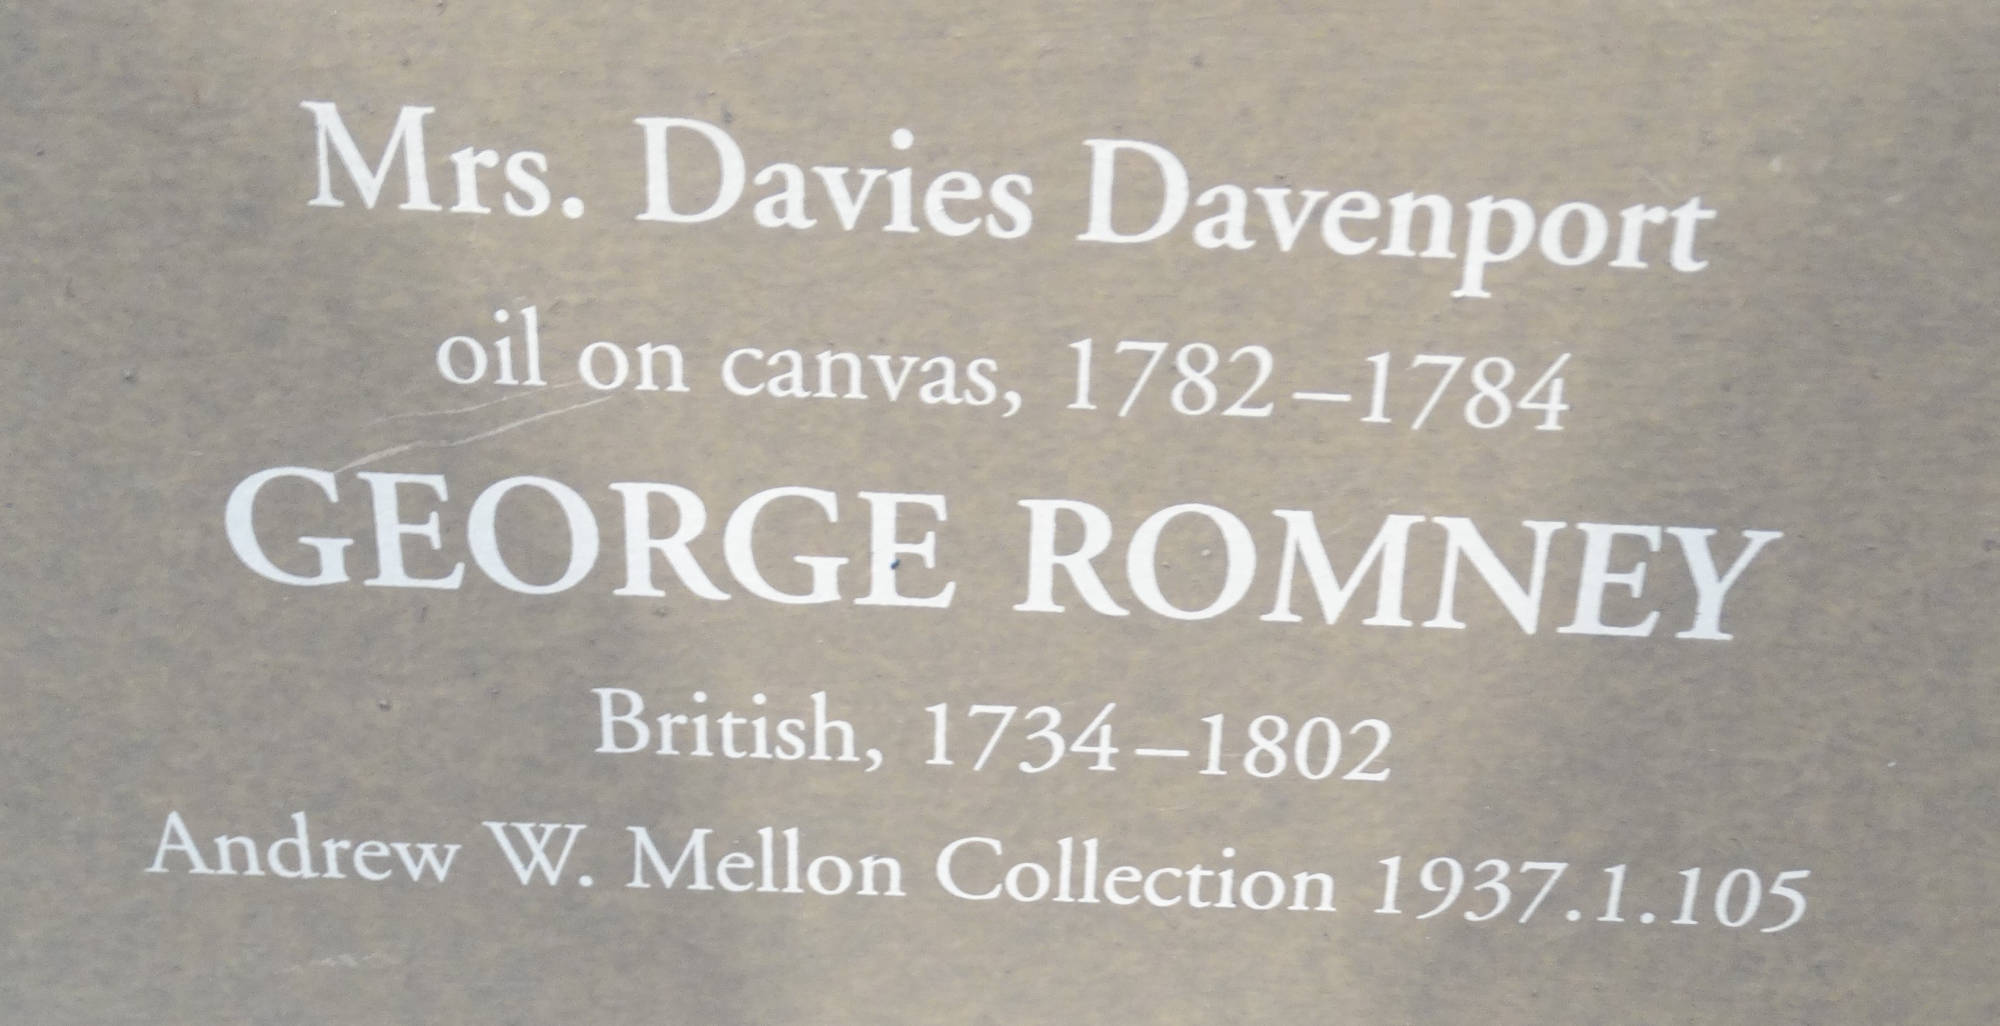 Mrs. Davies Davenport
oil on canvas, 1782–1784
GEORGE ROMNEY
British, 1734–1802
Andrew W. Mellon Collection 1937.1.105